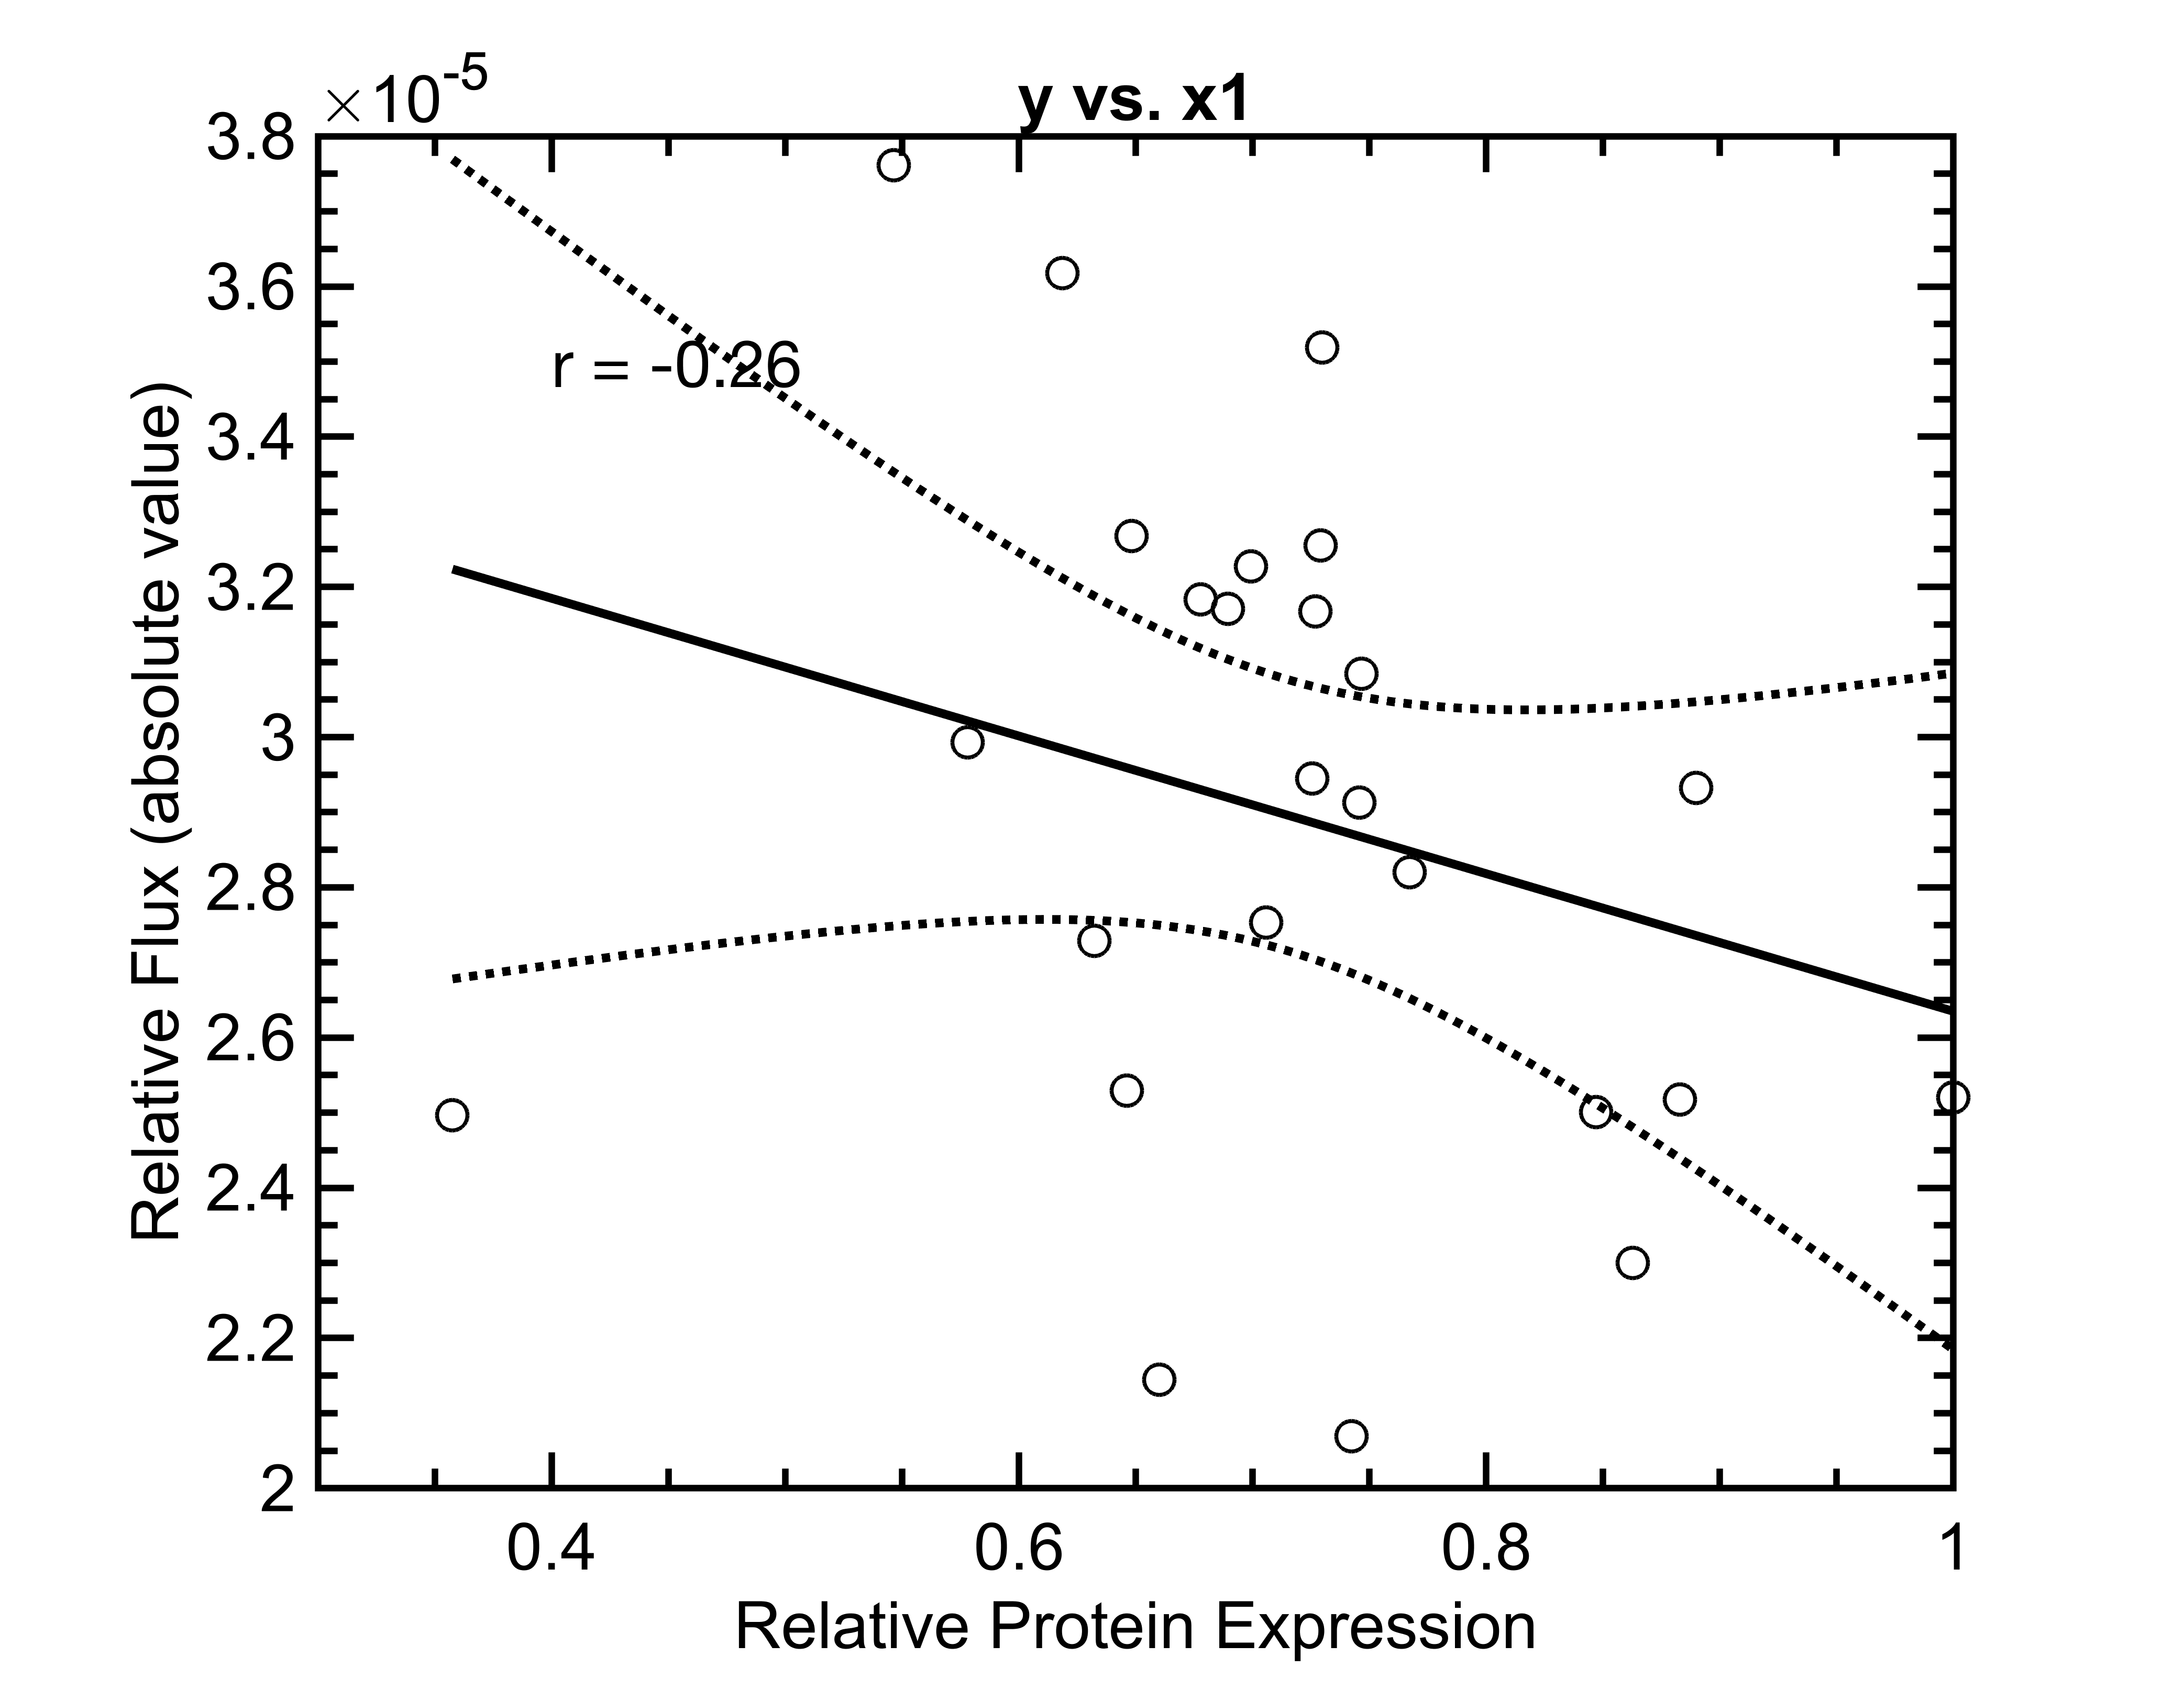 ×10-5
y vs. x1
3.8
3.6
3.4
3.2
3
2.8
2.6
2.4
2.2
2
r = -0.26
Relative Flux (absolute value)
0.4 0.6 0.8 1
Relative Protein Expression